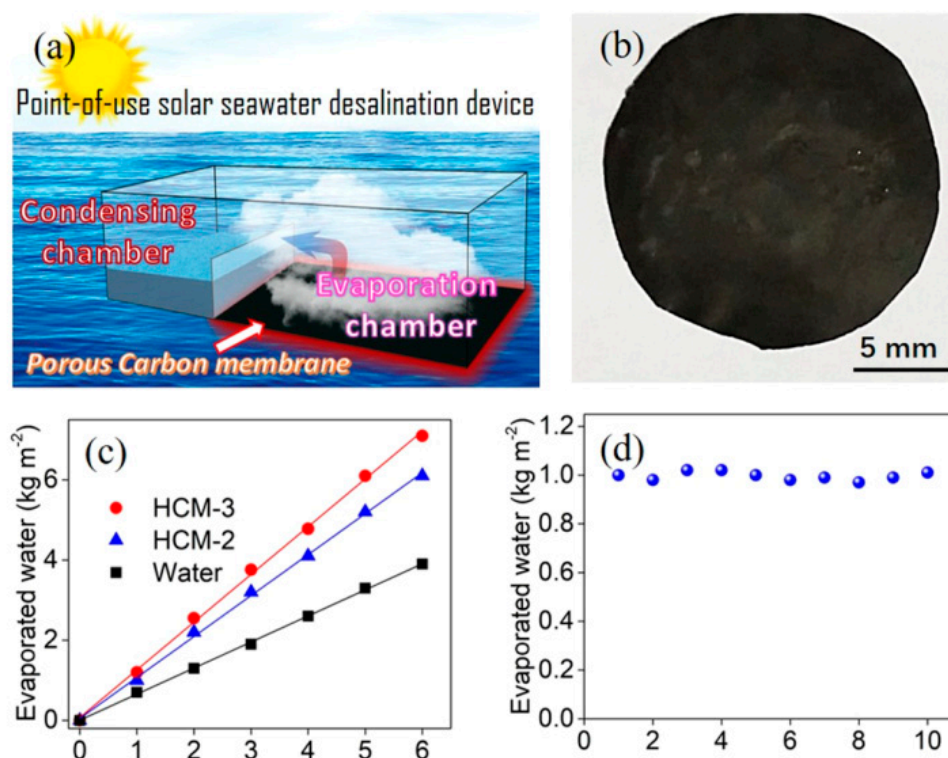 (a)
Point-of-use solar seawater desalination device
Condensing
chamber
Evaporation
chamber
Porous Carbon membrane
(b)
5 mm
(c)
Evaporated water (kg m⁻²)
6
4
2
0
HCM-3
HCM-2
Water
0 1 2 3 4 5 6
(d)
Evaporated water (kg m⁻²)
1.2
1.0
0.8
0.6
0.4
0.2
0.0
0 2 4 6 8 10